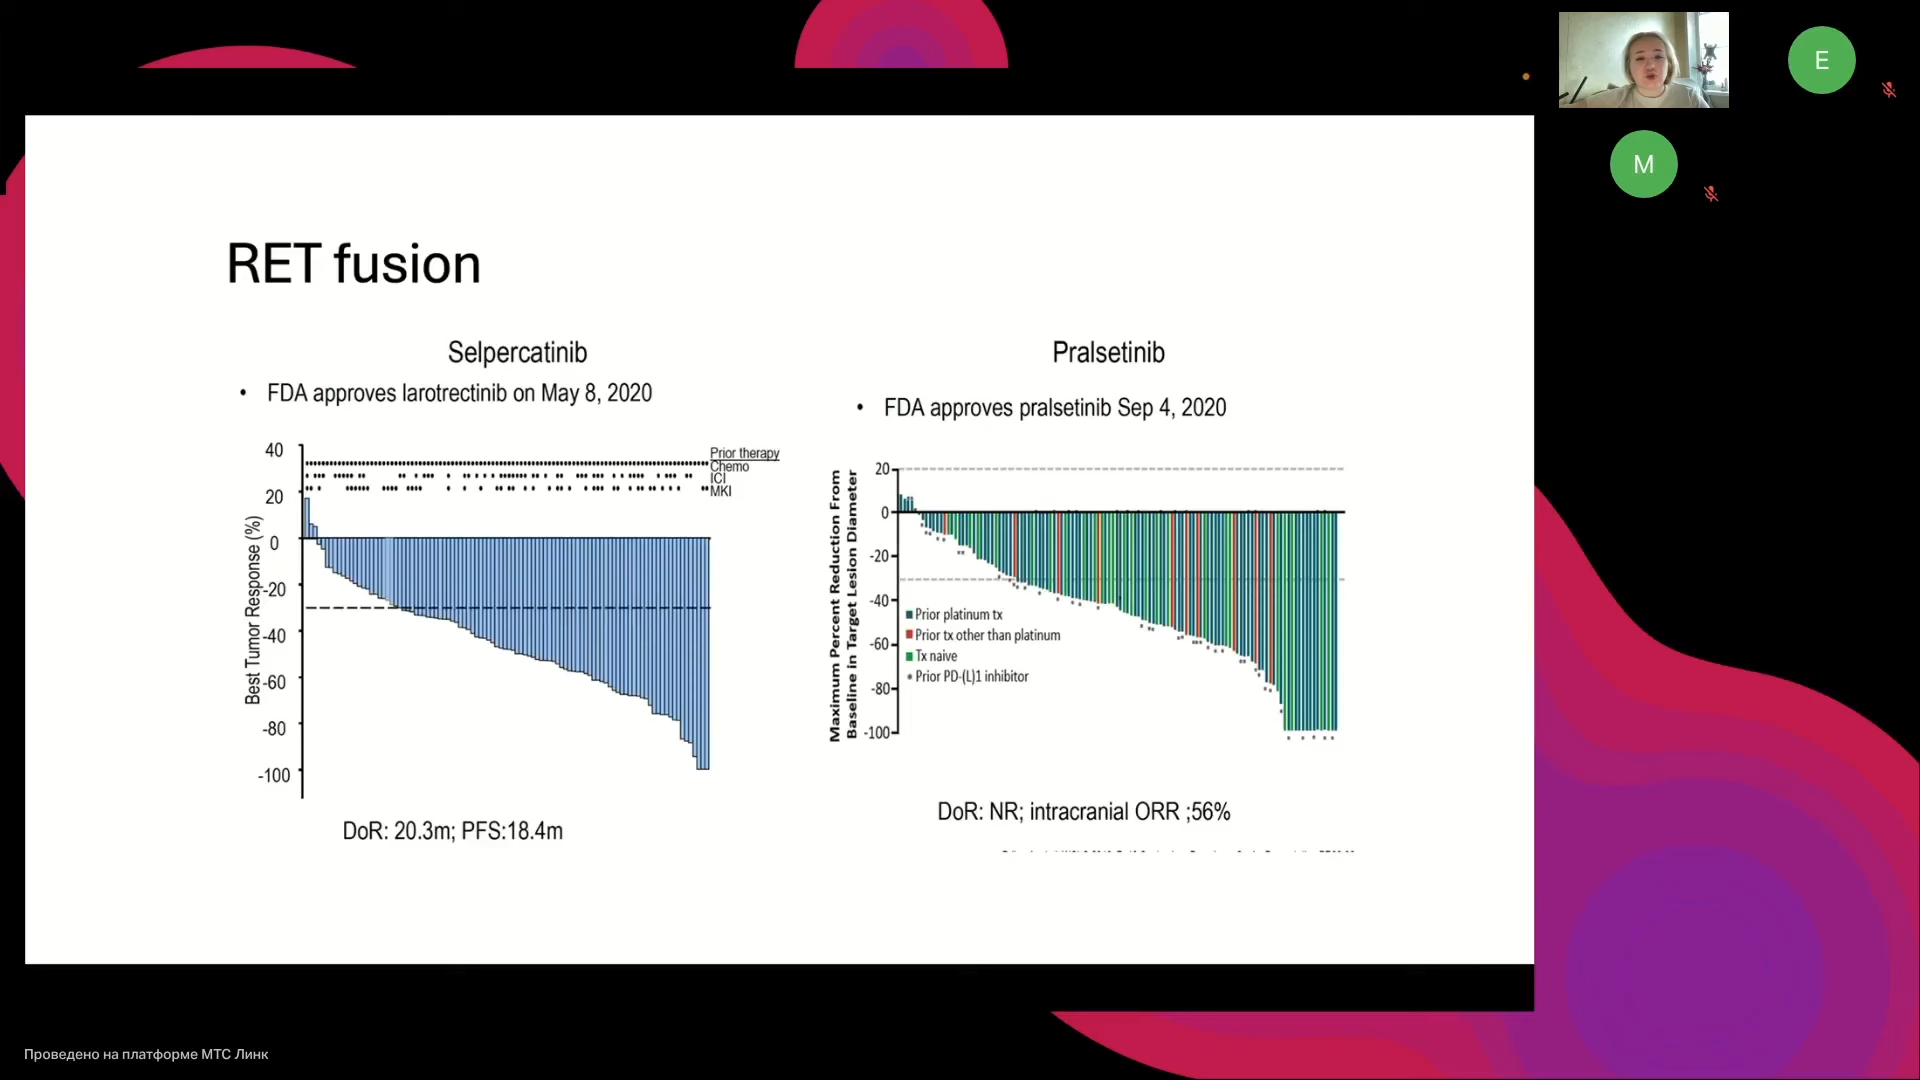 E
M
RET fusion
Selpercatinib
• FDA approves larotrectinib on May 8, 2020
40
20
0
-20
-40
-60
-80
-100
Best Tumor Response (%)
Prior therapy
Chemo
ICI
MKI
DoR: 20.3m; PFS:18.4m
Pralsetinib
• FDA approves pralsetinib Sep 4, 2020
Maximum Percent Reduction From
Baseline in Target Lesion Diameter
20
0
-20
-40
-60
-80
-100
Prior platinum tx
Prior tx other than platinum
Tx naive
Prior PD-(L)1 inhibitor
DoR: NR; intracranial ORR ;56%
Проведено на платформе МТС Линк